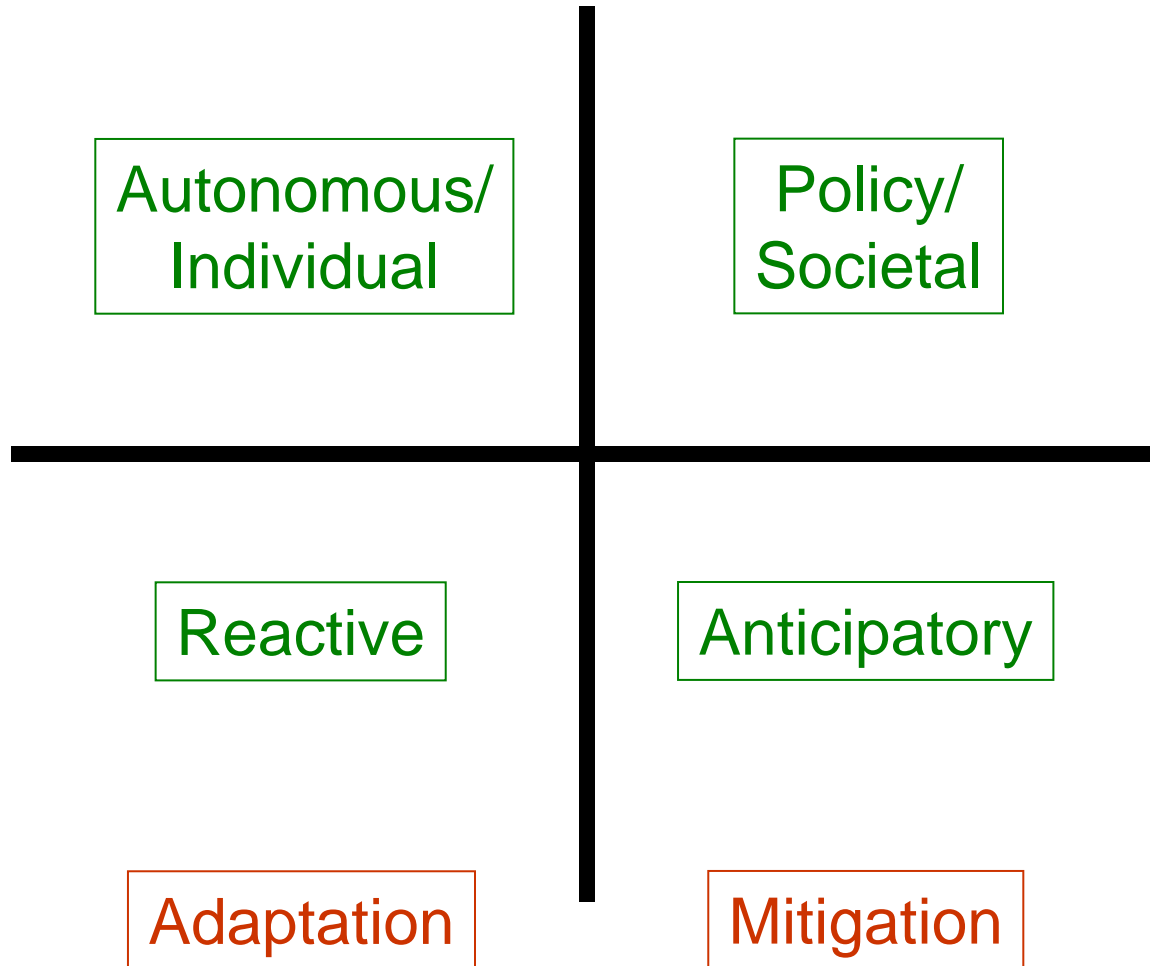 Autonomous/
Individual
Policy/
Societal
Reactive
Anticipatory
Adaptation
Mitigation